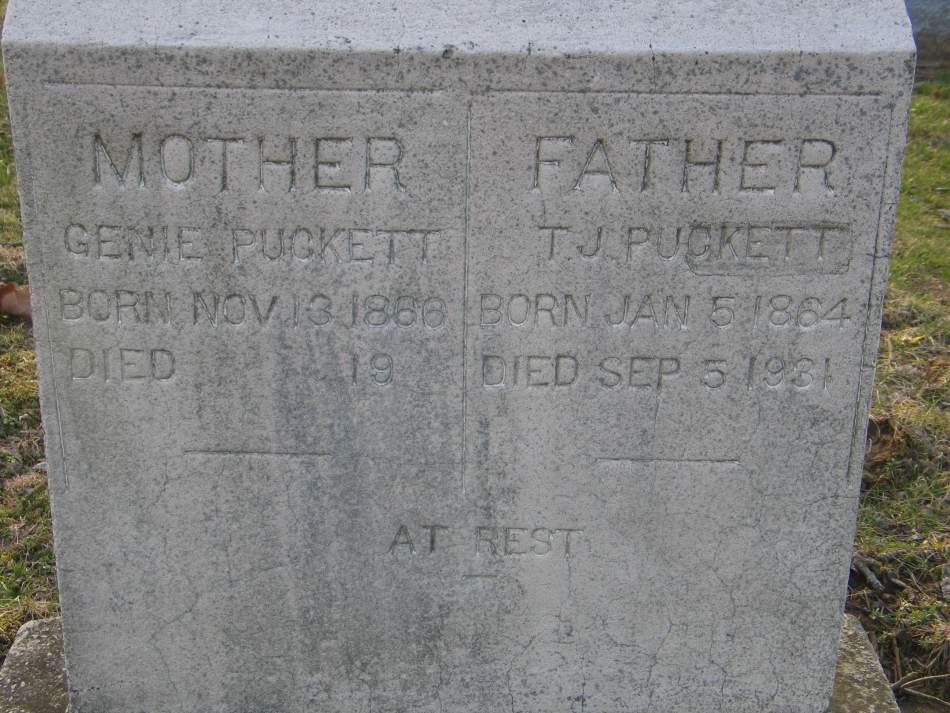 MOTHER
GENIE PUCKETT
BORN NOV. 13 1866
DIED 19
FATHER
T J PUCKETT
BORN JAN 5 1864
DIED SEP 5 1931
AT REST